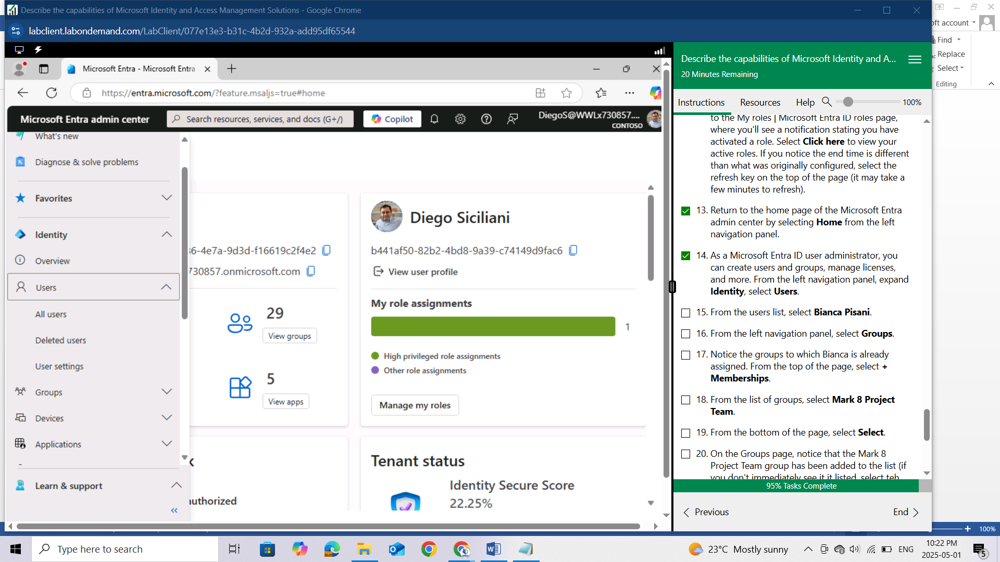 Describe the capabilities of Microsoft Identity and Access Management Solutions - Google Chrome
labclient.labondemand.com/LabClient/077e13e3-b31c-4b2d-932a-add95df65544
ft account
Find
Replace
Select
Editing
Microsoft Entra - Microsoft Entra
https://entra.microsoft.com/?feature.msaljs=true#home
Microsoft Entra admin center
Search resources, services, and docs (G+/)
Copilot
DiegoS@WWLx730857....
CONTOSO
What's new
Diagnose & solve problems
Favorites
Identity
Overview
Users
All users
Deleted users
User settings
Groups
Devices
Applications
Learn & support
6-4e7a-9d3d-f16619c2f4e2
730857.onmicrosoft.com
29
View groups
5
View apps
k
uthorized
Diego Siciliani
b441af50-82b2-4bd8-9a39-c74149d9fac6
View user profile
My role assignments
1
High privileged role assignments
Other role assignments
Manage my roles
Tenant status
Identity Secure Score
22.25%
Describe the capabilities of Microsoft Identity and A...
20 Minutes Remaining
Instructions
Resources
Help
100%
to the My roles | Microsoft Entra ID roles page,
where you'll see a notification stating you have
activated a role. Select Click here to view your
active roles. If you notice the end time is different
than what was originally configured, select the
refresh key on the top of the page (it may take a
few minutes to refresh).
13. Return to the home page of the Microsoft Entra
admin center by selecting Home from the left
navigation panel.
14. As a Microsoft Entra ID user administrator, you
can create users and groups, manage licenses,
and more. From the left navigation panel, expand
Identity, select Users.
15. From the users list, select Bianca Pisani.
16. From the left navigation panel, select Groups.
17. Notice the groups to which Bianca is already
assigned. From the top of the page, select +
Memberships.
18. From the list of groups, select Mark 8 Project
Team.
19. From the bottom of the page, select Select.
20. On the Groups page, notice that the Mark 8
Project Team group has been added to the list (if
you don't immediately see it it listed, select teh
95% Tasks Complete
Previous
End
100%
Type here to search
23°C Mostly sunny
ENG
10:22 PM
2025-05-01
5